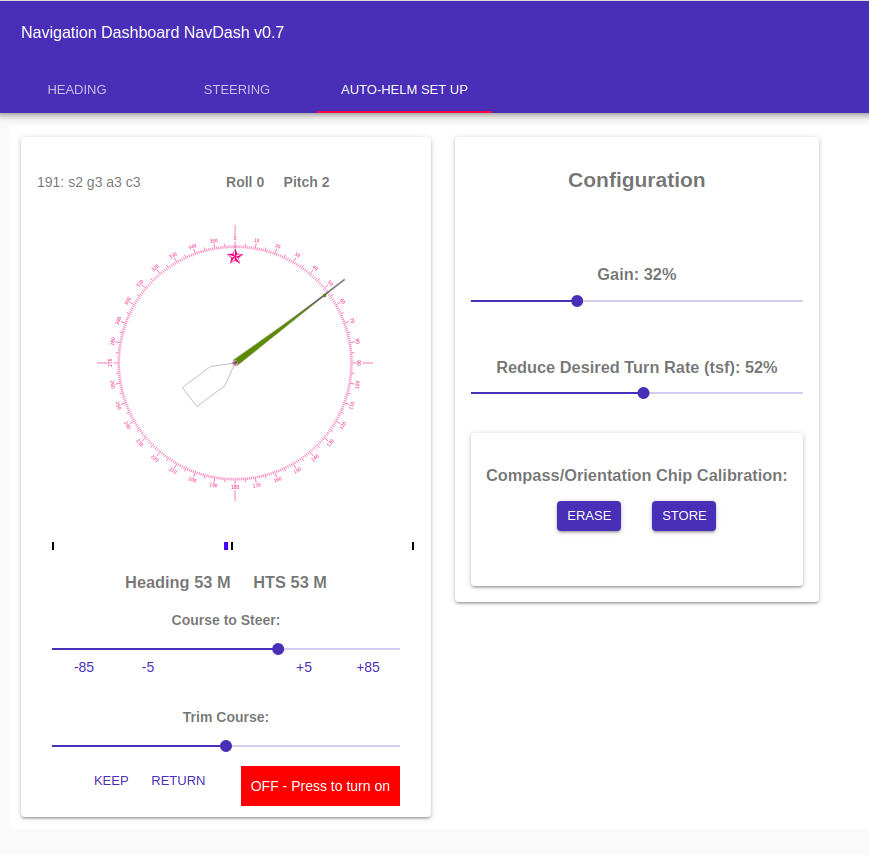 Navigation Dashboard NavDash v0.7
HEADING STEERING AUTO-HELM SET UP
191: s2 g3 a3 c3 Roll 0 Pitch 2
Configuration
Gain: 32%
Reduce Desired Turn Rate (tsf): 52%
Compass/Orientation Chip Calibration:
ERASE STORE
Heading 53 M HTS 53 M
Course to Steer:
-85 -5 +5 +85
Trim Course:
KEEP RETURN OFF - Press to turn on